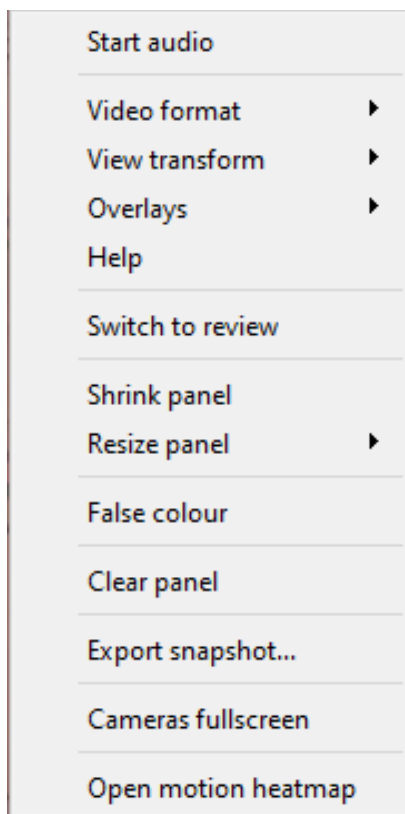 Start audio
Video format
View transform
Overlays
Help
Switch to review
Shrink panel
Resize panel
False colour
Clear panel
Export snapshot...
Cameras fullscreen
Open motion heatmap